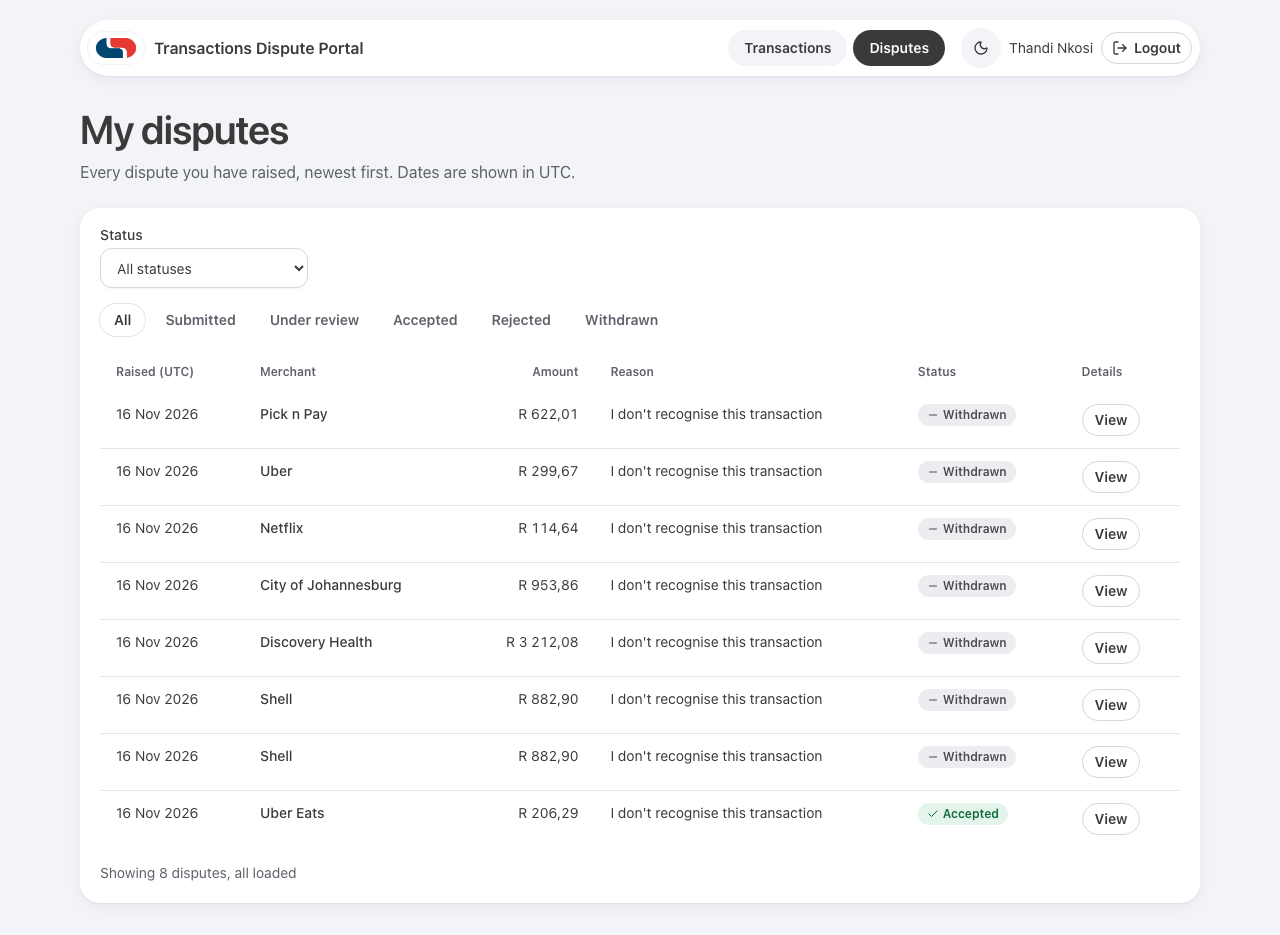 Transactions Dispute Portal
Transactions
Disputes
Thandi Nkosi
Logout
My disputes
Every dispute you have raised, newest first. Dates are shown in UTC.
Status
All statuses
All Submitted Under review Accepted Rejected Withdrawn
Raised (UTC) Merchant Amount Reason Status Details
16 Nov 2026 Pick n Pay R 622,01 I don't recognise this transaction Withdrawn View
16 Nov 2026 Uber R 299,67 I don't recognise this transaction Withdrawn View
16 Nov 2026 Netflix R 114,64 I don't recognise this transaction Withdrawn View
16 Nov 2026 City of Johannesburg R 953,86 I don't recognise this transaction Withdrawn View
16 Nov 2026 Discovery Health R 3 212,08 I don't recognise this transaction Withdrawn View
16 Nov 2026 Shell R 882,90 I don't recognise this transaction Withdrawn View
16 Nov 2026 Shell R 882,90 I don't recognise this transaction Withdrawn View
16 Nov 2026 Uber Eats R 206,29 I don't recognise this transaction Accepted View
Showing 8 disputes, all loaded